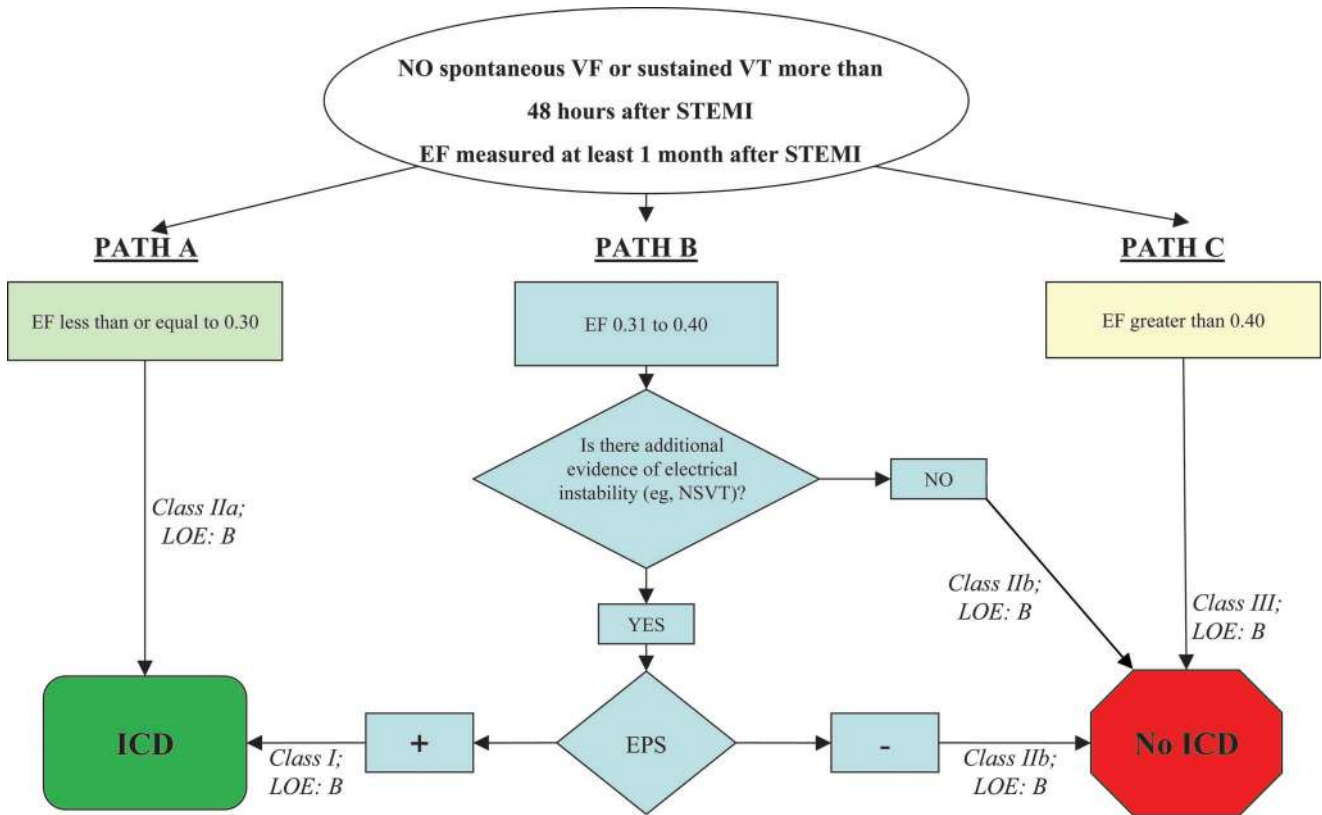 NO spontaneous VF or sustained VT more than
48 hours after STEMI
EF measured at least 1 month after STEMI
PATH A
PATH B
PATH C
EF less than or equal to 0.30
EF 0.31 to 0.40
EF greater than 0.40
Is there additional
evidence of electrical
instability (eg, NSVT)?
NO
Class IIa;
LOE: B
Class IIb;
LOE: B
Class III;
LOE: B
YES
ICD
+
EPS
-
No ICD
Class I;
LOE: B
Class IIb;
LOE: B